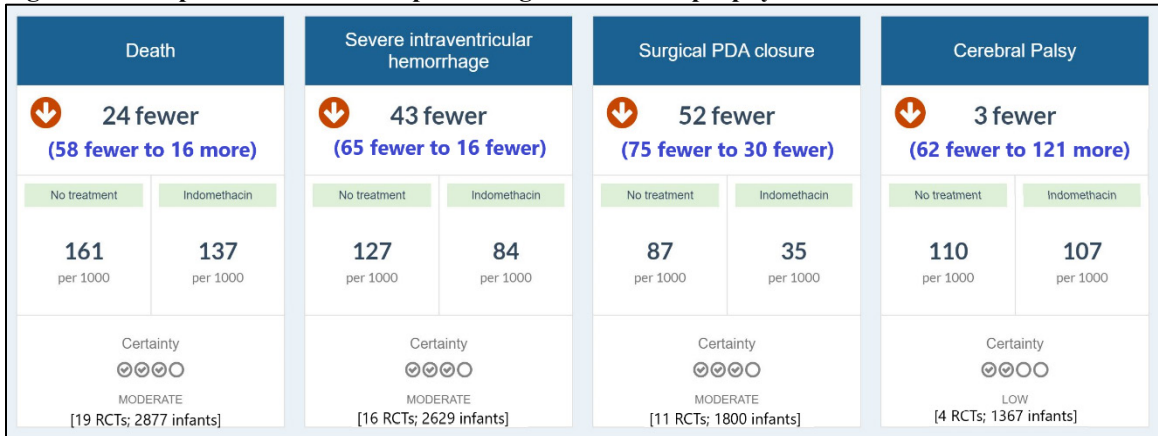 Death
24 fewer
(58 fewer to 16 more)
No treatment
Indomethacin
161
per 1000
137
per 1000
Certainty
MODERATE
[19 RCTs; 2877 infants]
Severe intraventricular
hemorrhage
43 fewer
(65 fewer to 16 fewer)
No treatment
Indomethacin
127
per 1000
84
per 1000
Certainty
MODERATE
[16 RCTs; 2629 infants]
Surgical PDA closure
52 fewer
(75 fewer to 30 fewer)
No treatment
Indomethacin
87
per 1000
35
per 1000
Certainty
MODERATE
[11 RCTs; 1800 infants]
Cerebral Palsy
3 fewer
(62 fewer to 121 more)
No treatment
Indomethacin
110
per 1000
107
per 1000
Certainty
LOW
[4 RCTs; 1367 infants]